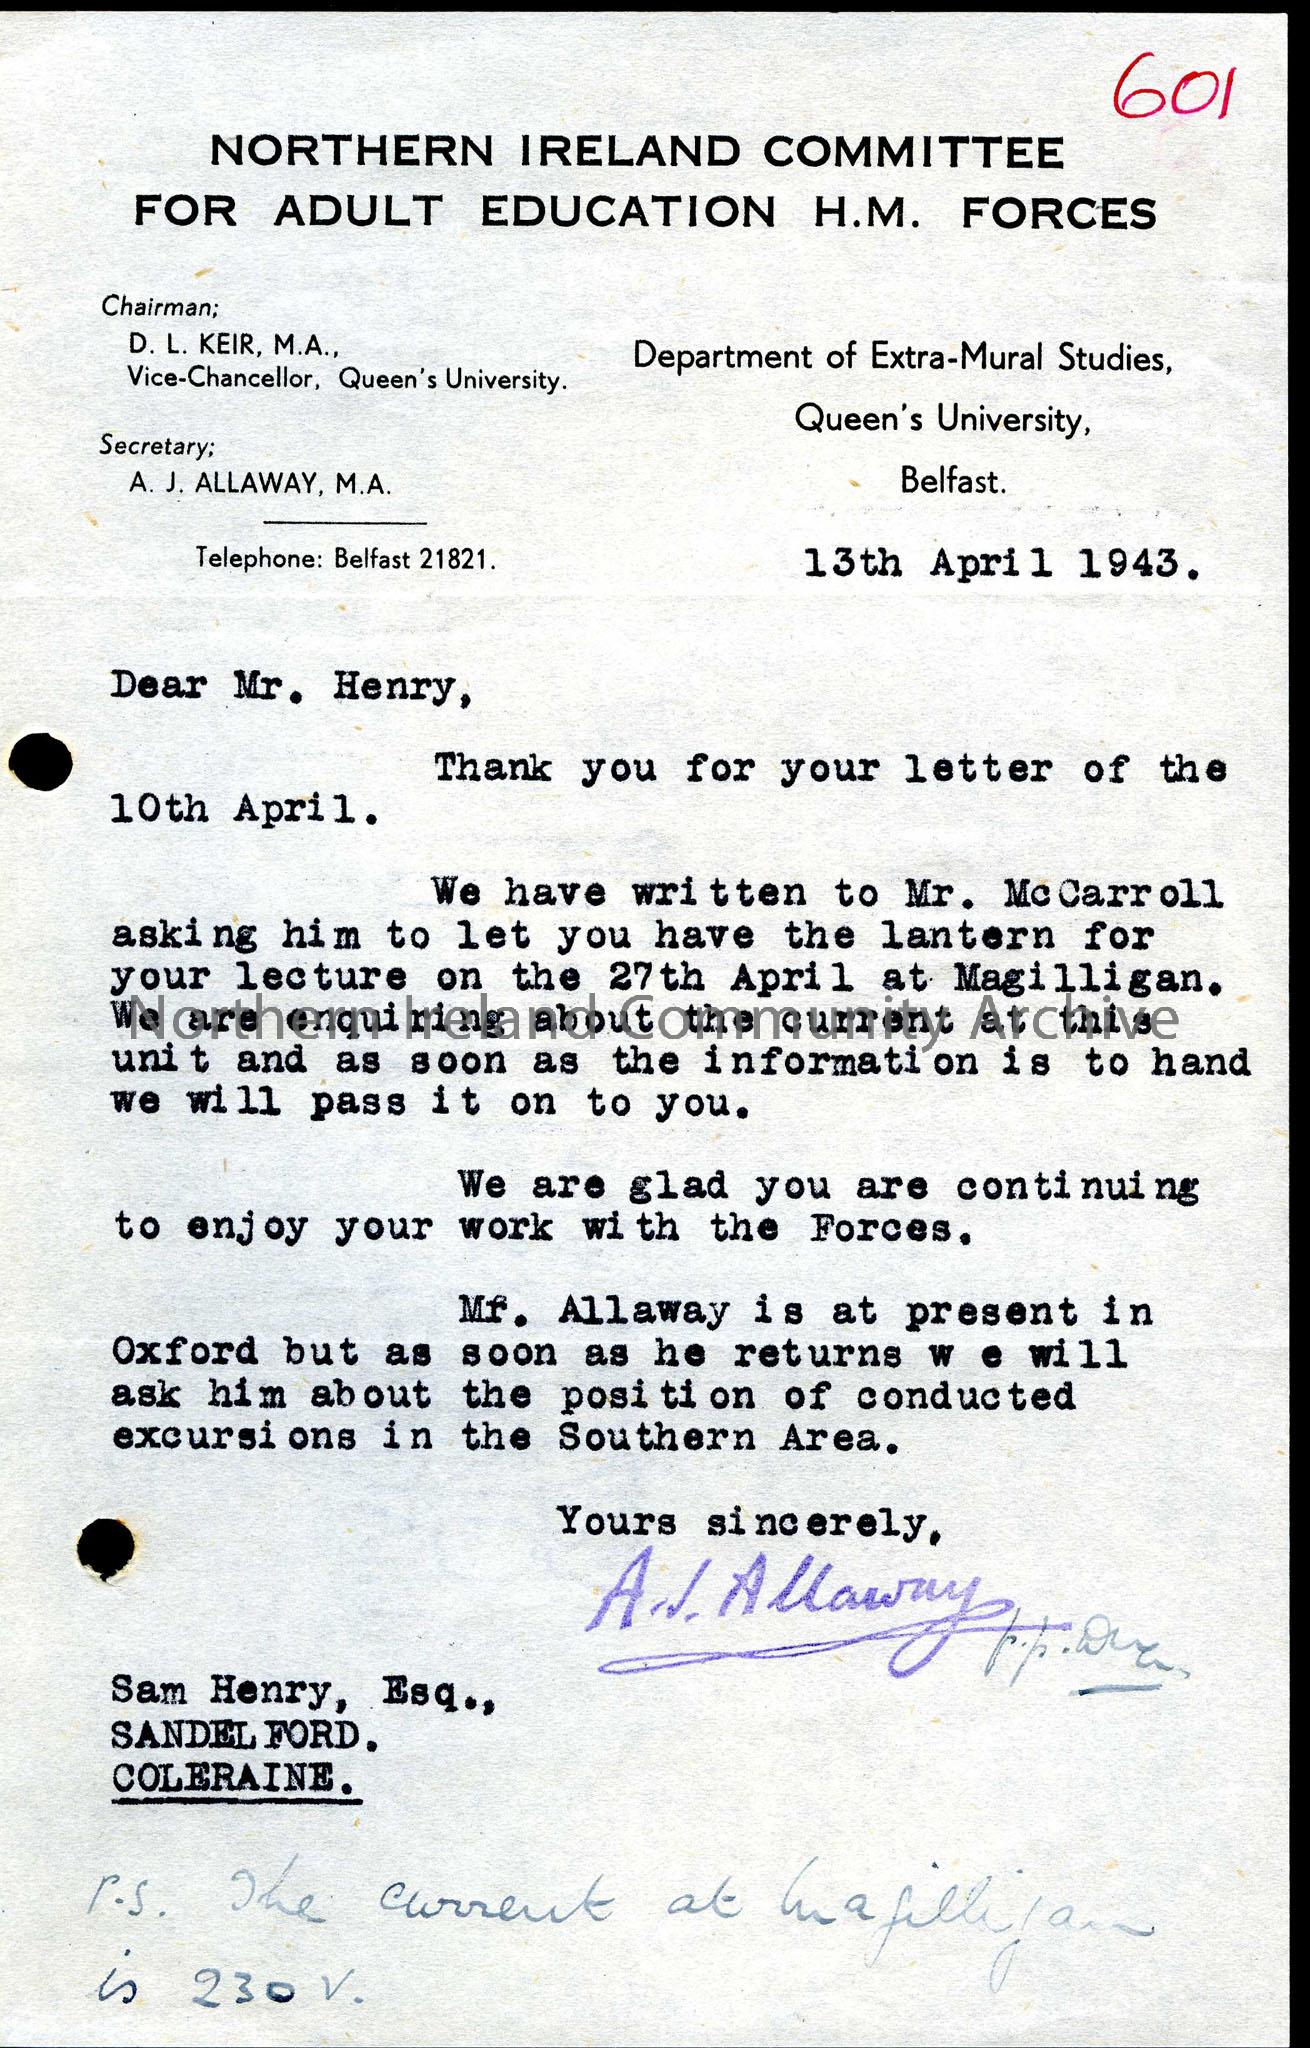 601
NORTHERN IRELAND COMMITTEE
FOR ADULT EDUCATION H.M. FORCES
Chairman;
D. L. KEIR, M.A.,
Vice-Chancellor, Queen's University.
Secretary;
A. J. ALLAWAY, M.A.
Telephone: Belfast 21821.
Department of Extra-Mural Studies,
Queen's University,
Belfast.
13th April 1943.
Dear Mr. Henry,
Thank you for your letter of the
10th April.
We have written to Mr. McCarroll
asking him to let you have the lantern for
your lecture on the 27th April at Magilligan.
We are enquiring about the current at this
unit and as soon as the information is to hand
we will pass it on to you.
Northern Ireland Community Archive
We are glad you are continuing
to enjoy your work with the Forces.
Mr. Allaway is at present in
Oxford but as soon as he returns w e will
ask him about the position of conducted
excursions in the Southern Area.
Yours sincerely,
A. J. Allaway
p.p.
Sam Henry, Esq.,
SANDELFORD.
COLERAINE.
P.S. The current at Magilligan
is 230 V.